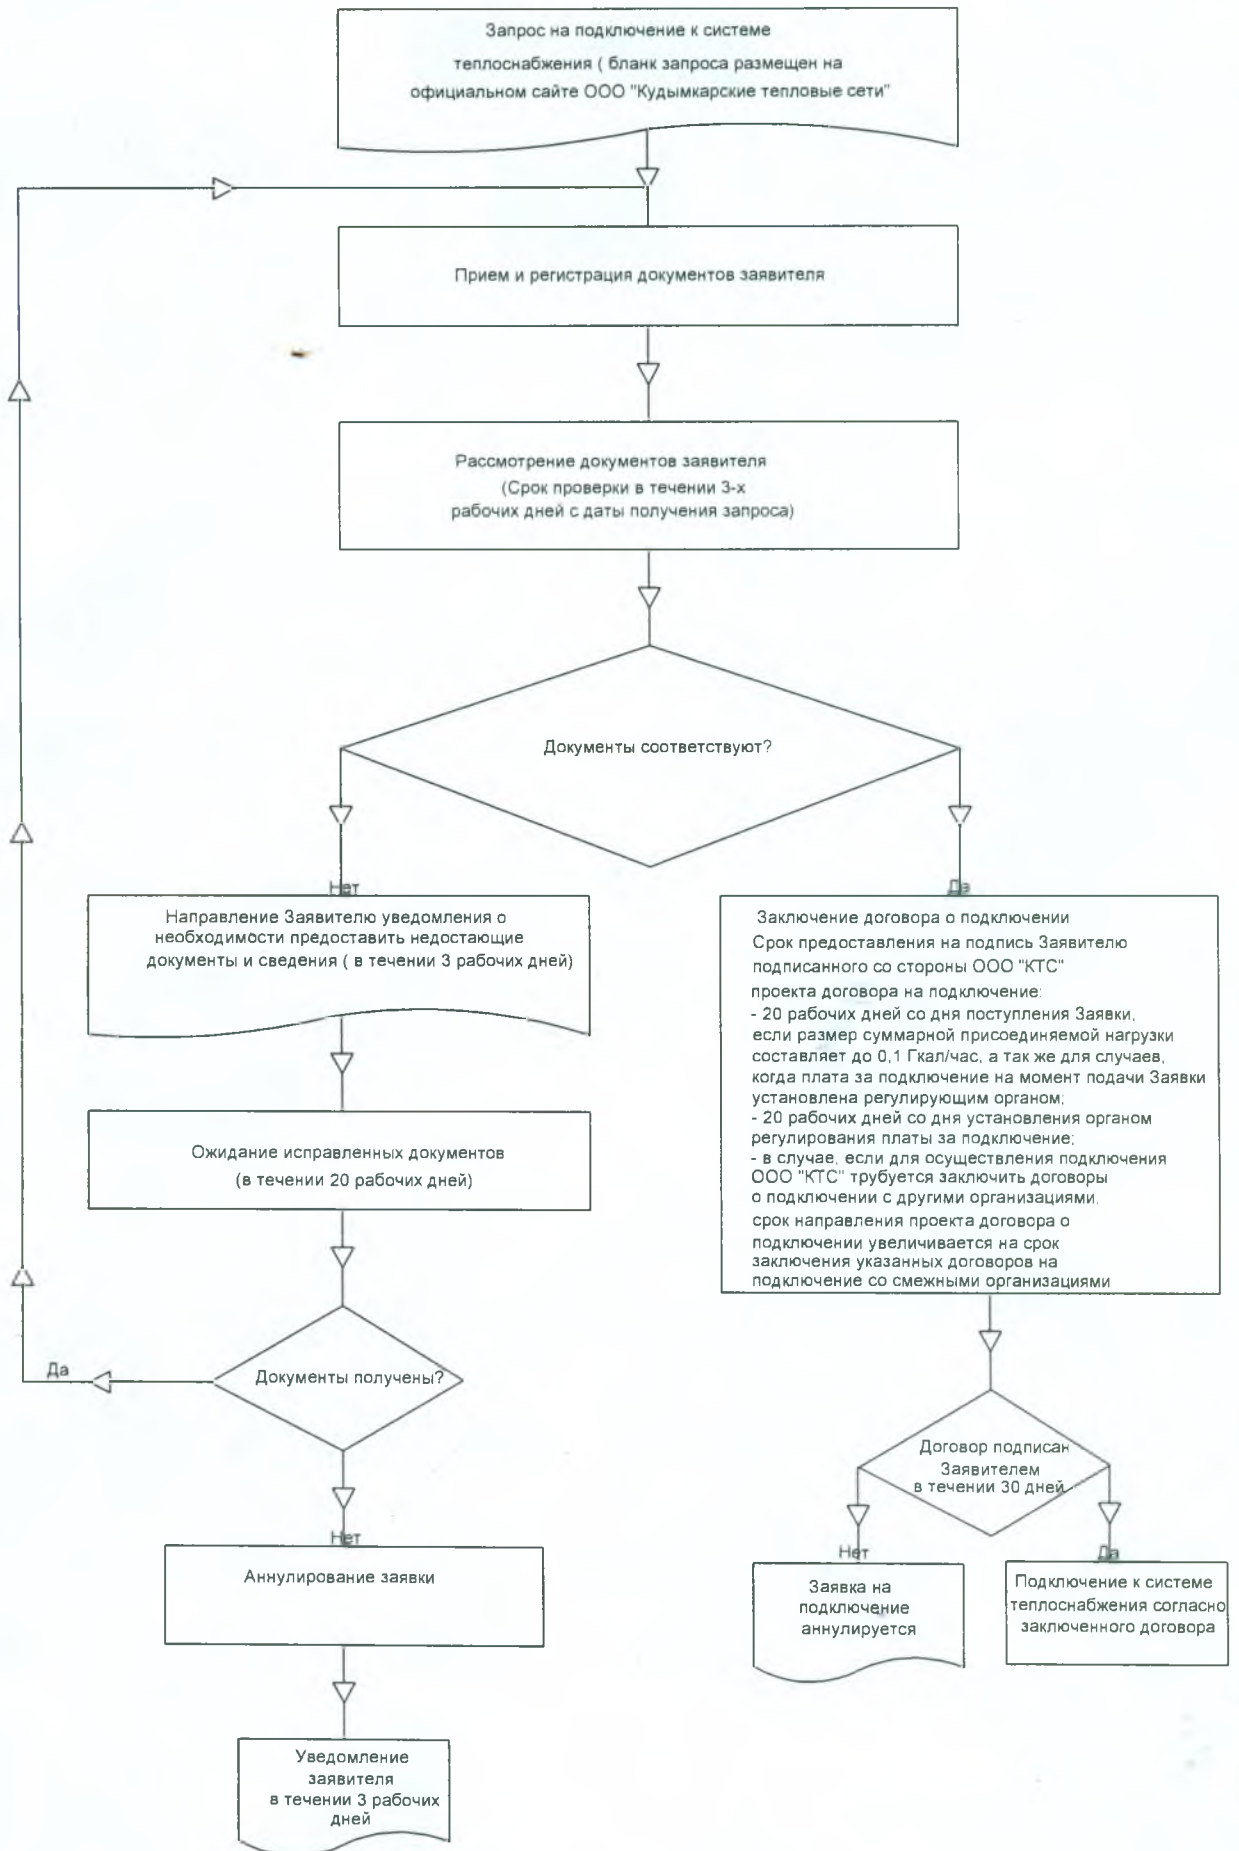 Запрос на подключение к системе
теплоснабжения ( бланк запроса размещен на
официальном сайте ООО "Кудымкарские тепловые сети"
Прием и регистрация документов заявителя
Рассмотрение документов заявителя
(Срок проверки в течении 3-х
рабочих дней с даты получения запроса)
Документы соответствуют?
Нет
Да
Направление Заявителю уведомления о
необходимости предоставить недостающие
документы и сведения ( в течении 3 рабочих дней)
Ожидание исправленных документов
(в течении 20 рабочих дней)
Документы получены?
Да
Нет
Аннулирование заявки
Уведомление
заявителя
в течении 3 рабочих
дней
Заключение договора о подключении
Срок предоставления на подпись Заявителю
подписанного со стороны ООО "КТС"
проекта договора на подключение:
- 20 рабочих дней со дня поступления Заявки,
если размер суммарной присоединяемой нагрузки
составляет до 0,1 Гкал/час, а так же для случаев,
когда плата за подключение на момент подачи Заявки
установлена регулирующим органом;
- 20 рабочих дней со дня установления органом
регулирования платы за подключение;
- в случае, если для осуществления подключения
ООО "КТС" трубуется заключить договоры
о подключении с другими организациями,
срок направления проекта договора о
подключении увеличивается на срок
заключения указанных договоров на
подключение со смежными организациями
Договор подписан
Заявителем
в течении 30 дней
Нет
Да
Заявка на
подключение
аннулируется
Подключение к системе
теплоснабжения согласно
заключенного договора